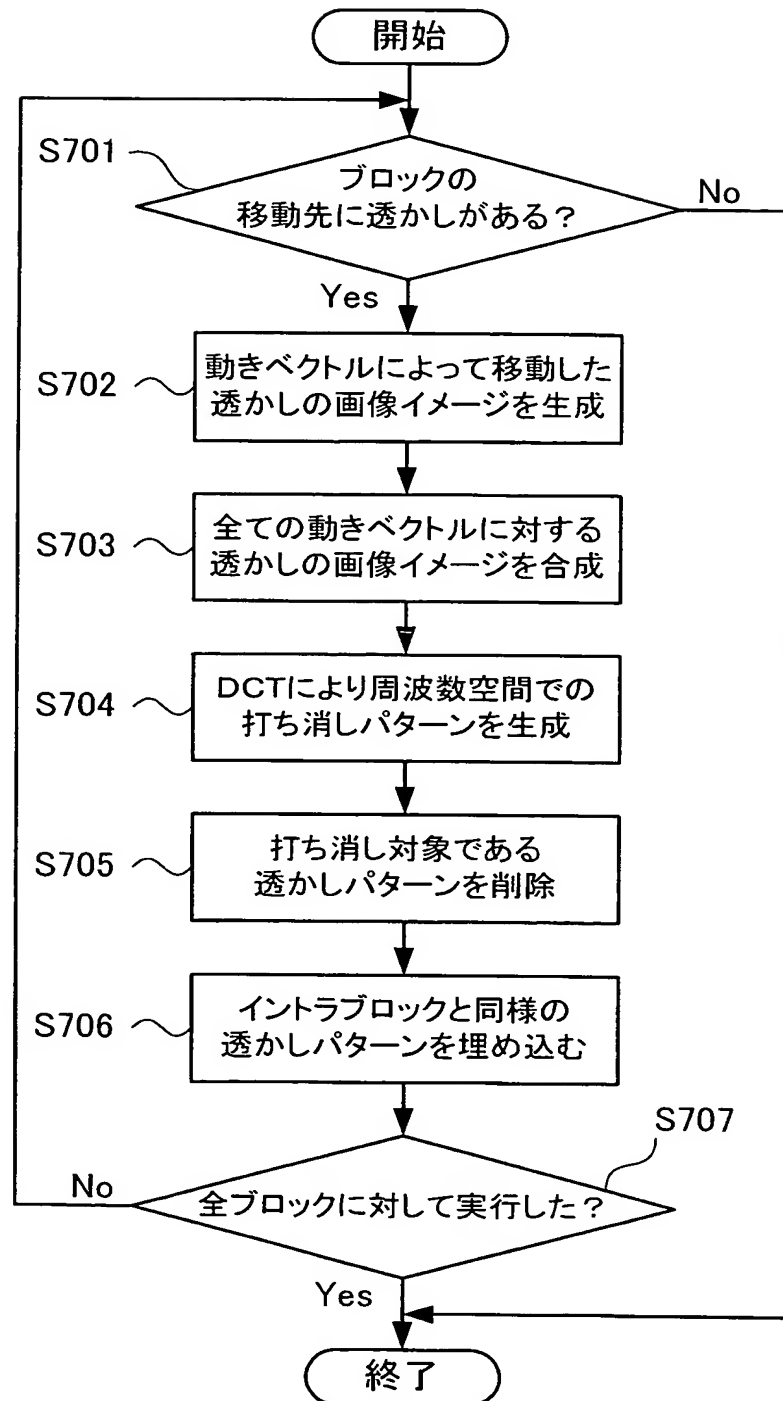 開始
S701
ブロックの
移動先に透かしがある？
No
Yes
S702
動きベクトルによって移動した
透かしの画像イメージを生成
S703
全ての動きベクトルに対する
透かしの画像イメージを合成
S704
DCTにより周波数空間での
打ち消しパターンを生成
S705
打ち消し対象である
透かしパターンを削除
S706
イントラブロックと同様の
透かしパターンを埋め込む
S707
No
全ブロックに対して実行した？
Yes
終了